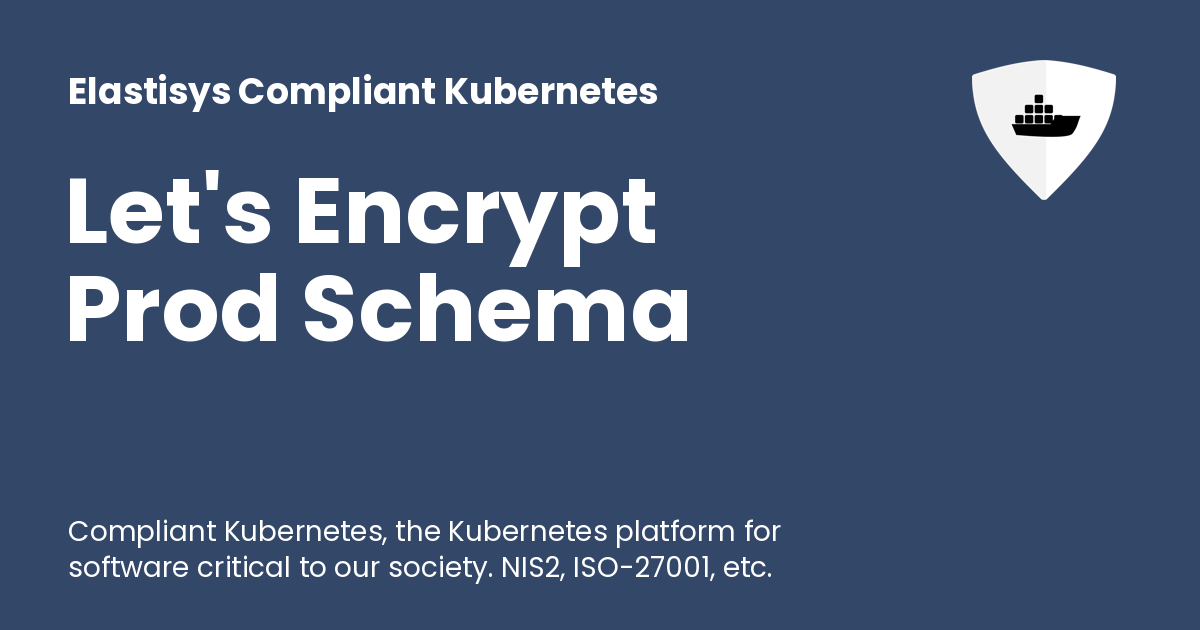 Elastisys Compliant Kubernetes
Let's Encrypt
Prod Schema
Compliant Kubernetes, the Kubernetes platform for
software critical to our society. NIS2, ISO-27001, etc.